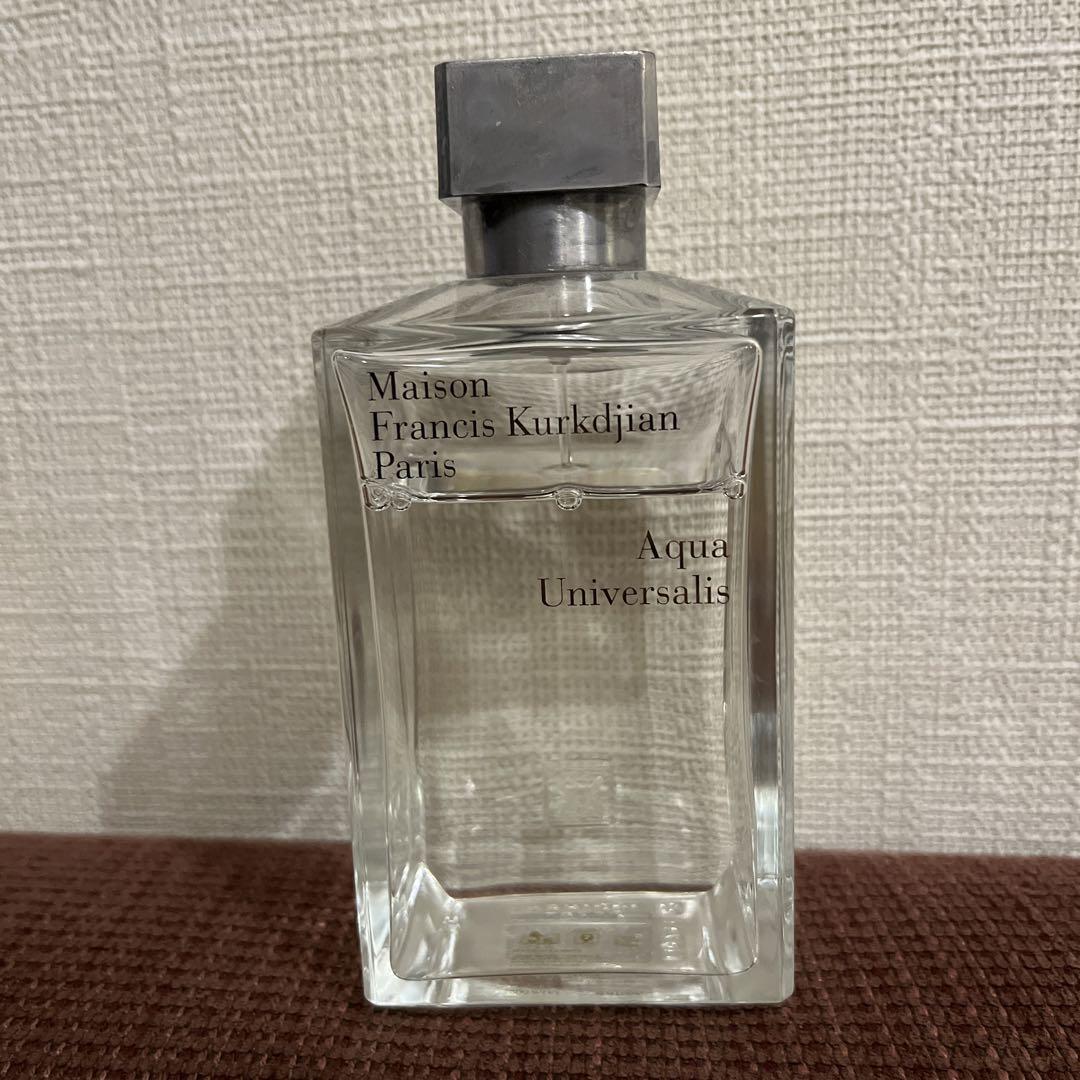 Maison
Francis Kurkdjian
Paris
Aqua
Universalis